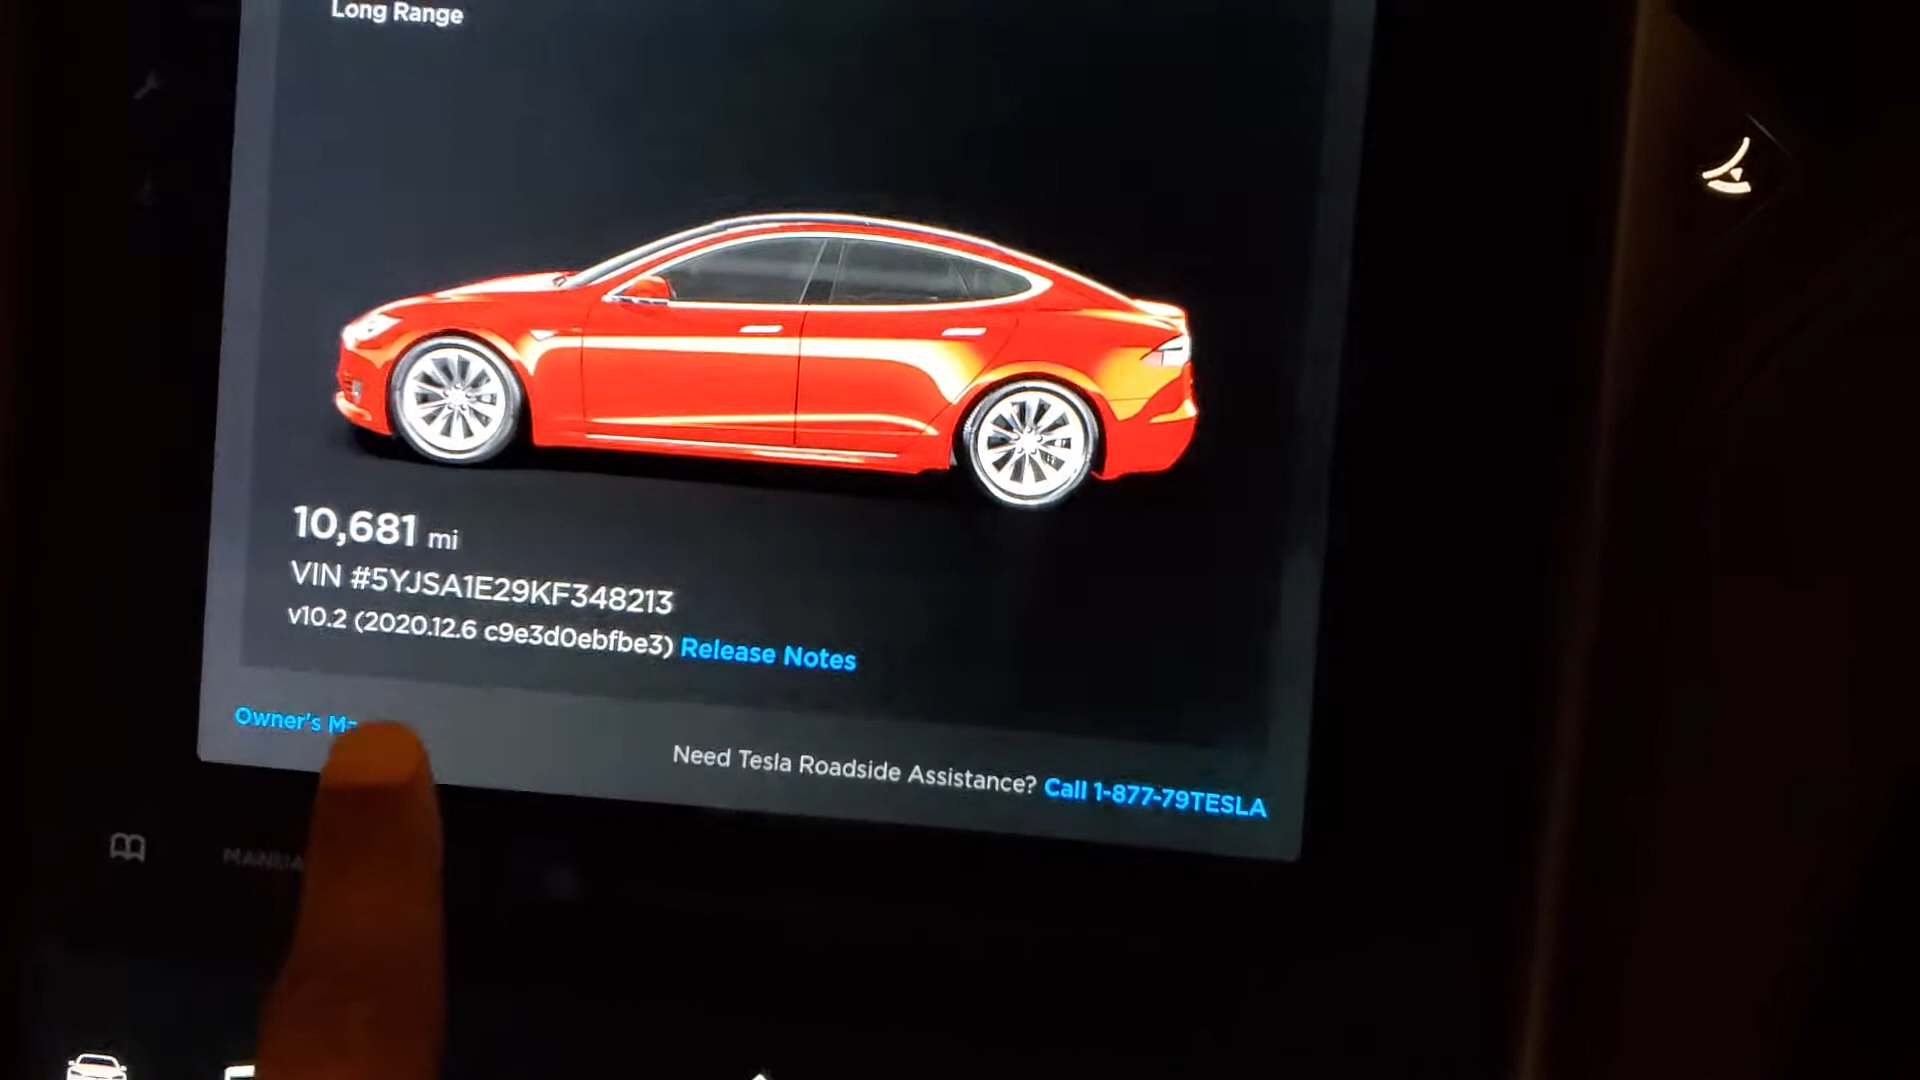 Long Range
10,681 mi
VIN #5YJSA1E29KF348213
v10.2 (2020.12.6 c9e3d0ebfbe3) Release Notes
Owner's
Need Tesla Roadside Assistance? Call 1-877-79TESLA